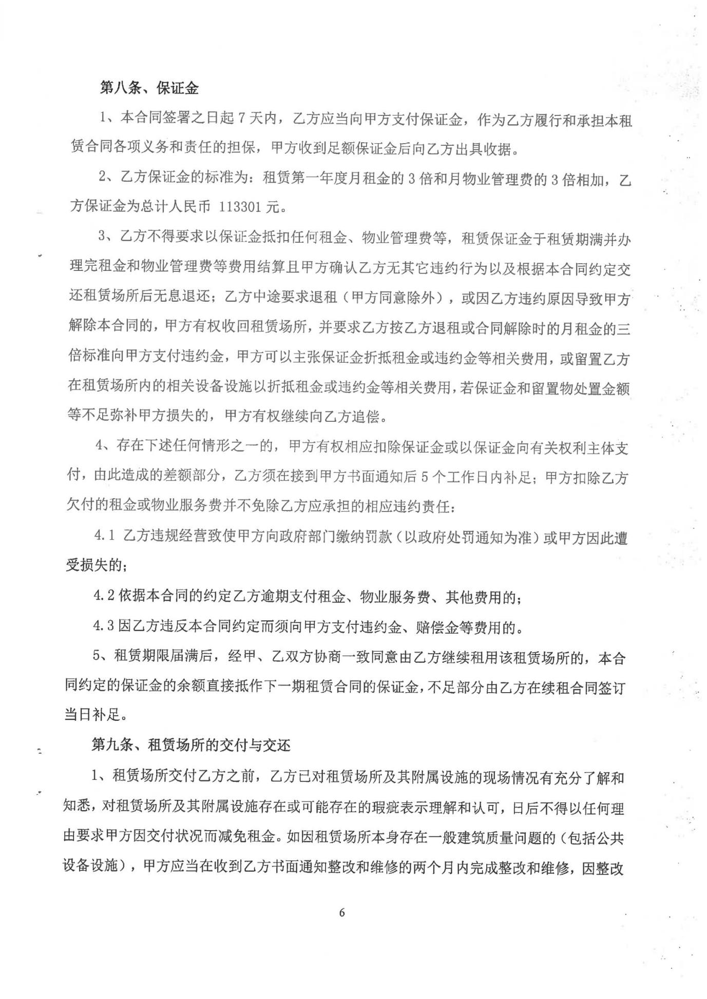 第八条、保证金
1、本合同签署之日起 7 天内，乙方应当向甲方支付保证金，作为乙方履行和承担本租
赁合同各项义务和责任的担保，甲方收到足额保证金后向乙方出具收据。
2、乙方保证金的标准为：租赁第一年度月租金的 3 倍和月物业管理费的 3 倍相加，乙
方保证金为总计人民币 113301 元。
3、乙方不得要求以保证金抵扣任何租金、物业管理费等，租赁保证金于租赁期满并办
理完租金和物业管理费等费用结算且甲方确认乙方无其它违约行为以及根据本合同约定交
还租赁场所后无息退还；乙方中途要求退租（甲方同意除外），或因乙方违约原因导致甲方
解除本合同的，甲方有权收回租赁场所，并要求乙方按乙方退租或合同解除时的月租金的三
倍标准向甲方支付违约金，甲方可以主张保证金折抵租金或违约金等相关费用，或留置乙方
在租赁场所内的相关设备设施以折抵租金或违约金等相关费用，若保证金和留置物处置金额
等不足弥补甲方损失的，甲方有权继续向乙方追偿。
4、存在下述任何情形之一的，甲方有权相应扣除保证金或以保证金向有关权利主体支
付，由此造成的差额部分，乙方须在接到甲方书面通知后 5 个工作日内补足；甲方扣除乙方
欠付的租金或物业服务费并不免除乙方应承担的相应违约责任：
4.1 乙方违规经营致使甲方向政府部门缴纳罚款（以政府处罚通知为准）或甲方因此遭
受损失的；
4.2 依据本合同的约定乙方逾期支付租金、物业服务费、其他费用的；
4.3 因乙方违反本合同约定而须向甲方支付违约金、赔偿金等费用的。
5、租赁期限届满后，经甲、乙双方协商一致同意由乙方继续租用该租赁场所的，本合
同约定的保证金的余额直接抵作下一期租赁合同的保证金，不足部分由乙方在续租合同签订
当日补足。
第九条、租赁场所的交付与交还
1、租赁场所交付乙方之前，乙方已对租赁场所及其附属设施的现场情况有充分了解和
知悉，对租赁场所及其附属设施存在或可能存在的瑕疵表示理解和认可，日后不得以任何理
由要求甲方因交付状况而减免租金。如因租赁场所本身存在一般建筑质量问题的（包括公共
设备设施），甲方应当在收到乙方书面通知整改和维修的两个月内完成整改和维修，因整改
6